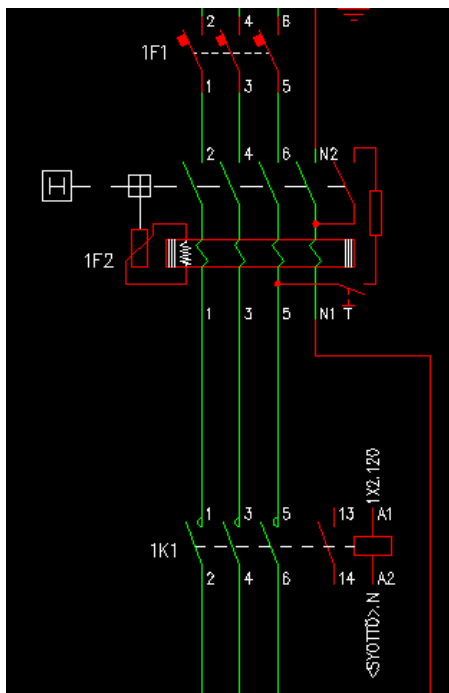 2 4 6
1F1
1 3 5
2 4 6 N2
H
1F2
1 3 5 N1 T
1X2.120
1 3 5 13 A1
1K1
2 4 6 14 A2
<SYÖTTÖ>.N